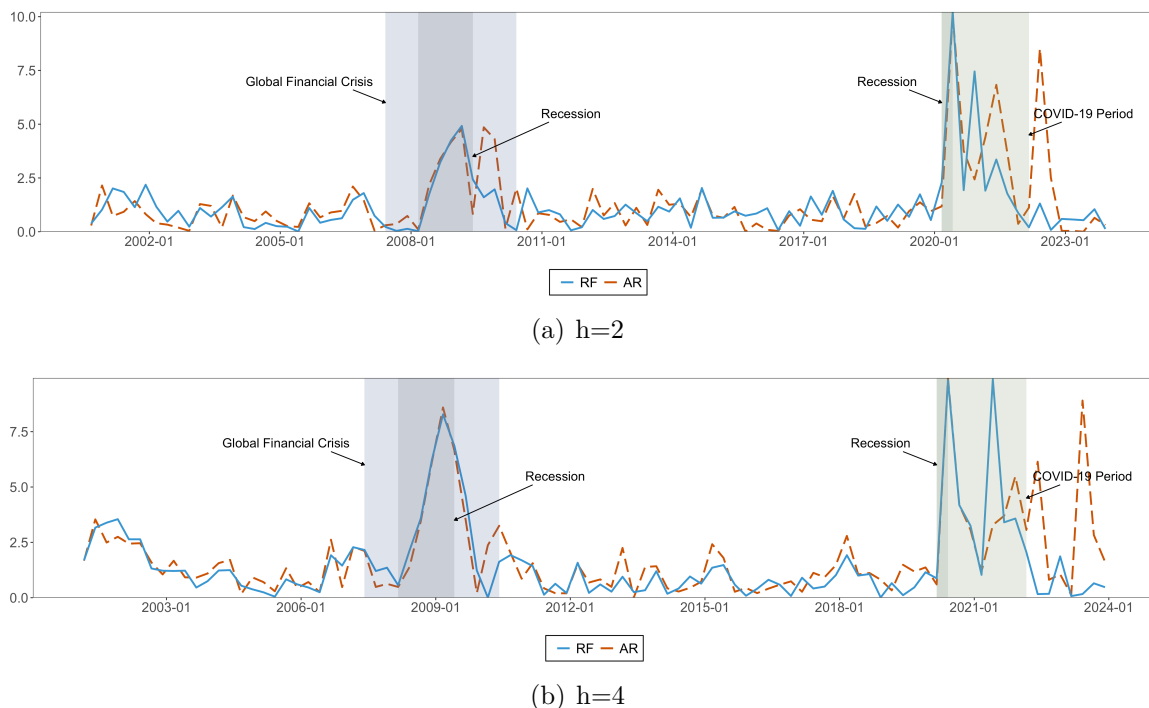 10.0
7.5
5.0
2.5
0.0
Global Financial Crisis
Recession
Recession
COVID-19 Period
2002-01 2005-01 2008-01 2011-01 2014-01 2017-01 2020-01 2023-01
RF AR
(a) h=2
7.5
5.0
2.5
0.0
Global Financial Crisis
Recession
Recession
COVID-19 Period
2003-01 2006-01 2009-01 2012-01 2015-01 2018-01 2021-01 2024-01
RF AR
(b) h=4